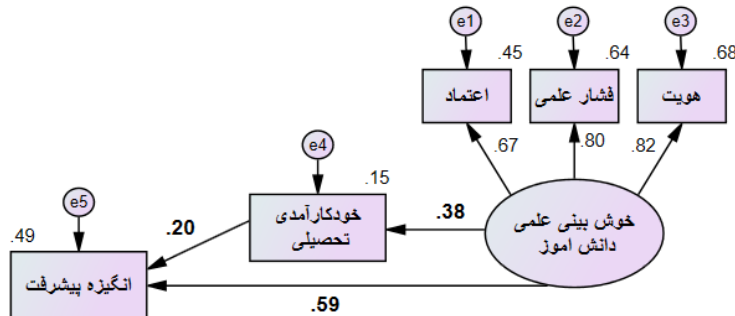 e1
e2
e3
.45
.64
.68
اعتماد
فشار علمی
هویت
.67
.80
.82
e4
.15
خودکارآمدی
تحصیلی
.38
خوش بینی علمی
دانش اموز
e5
.49
.20
انگیزه پیشرفت
.59